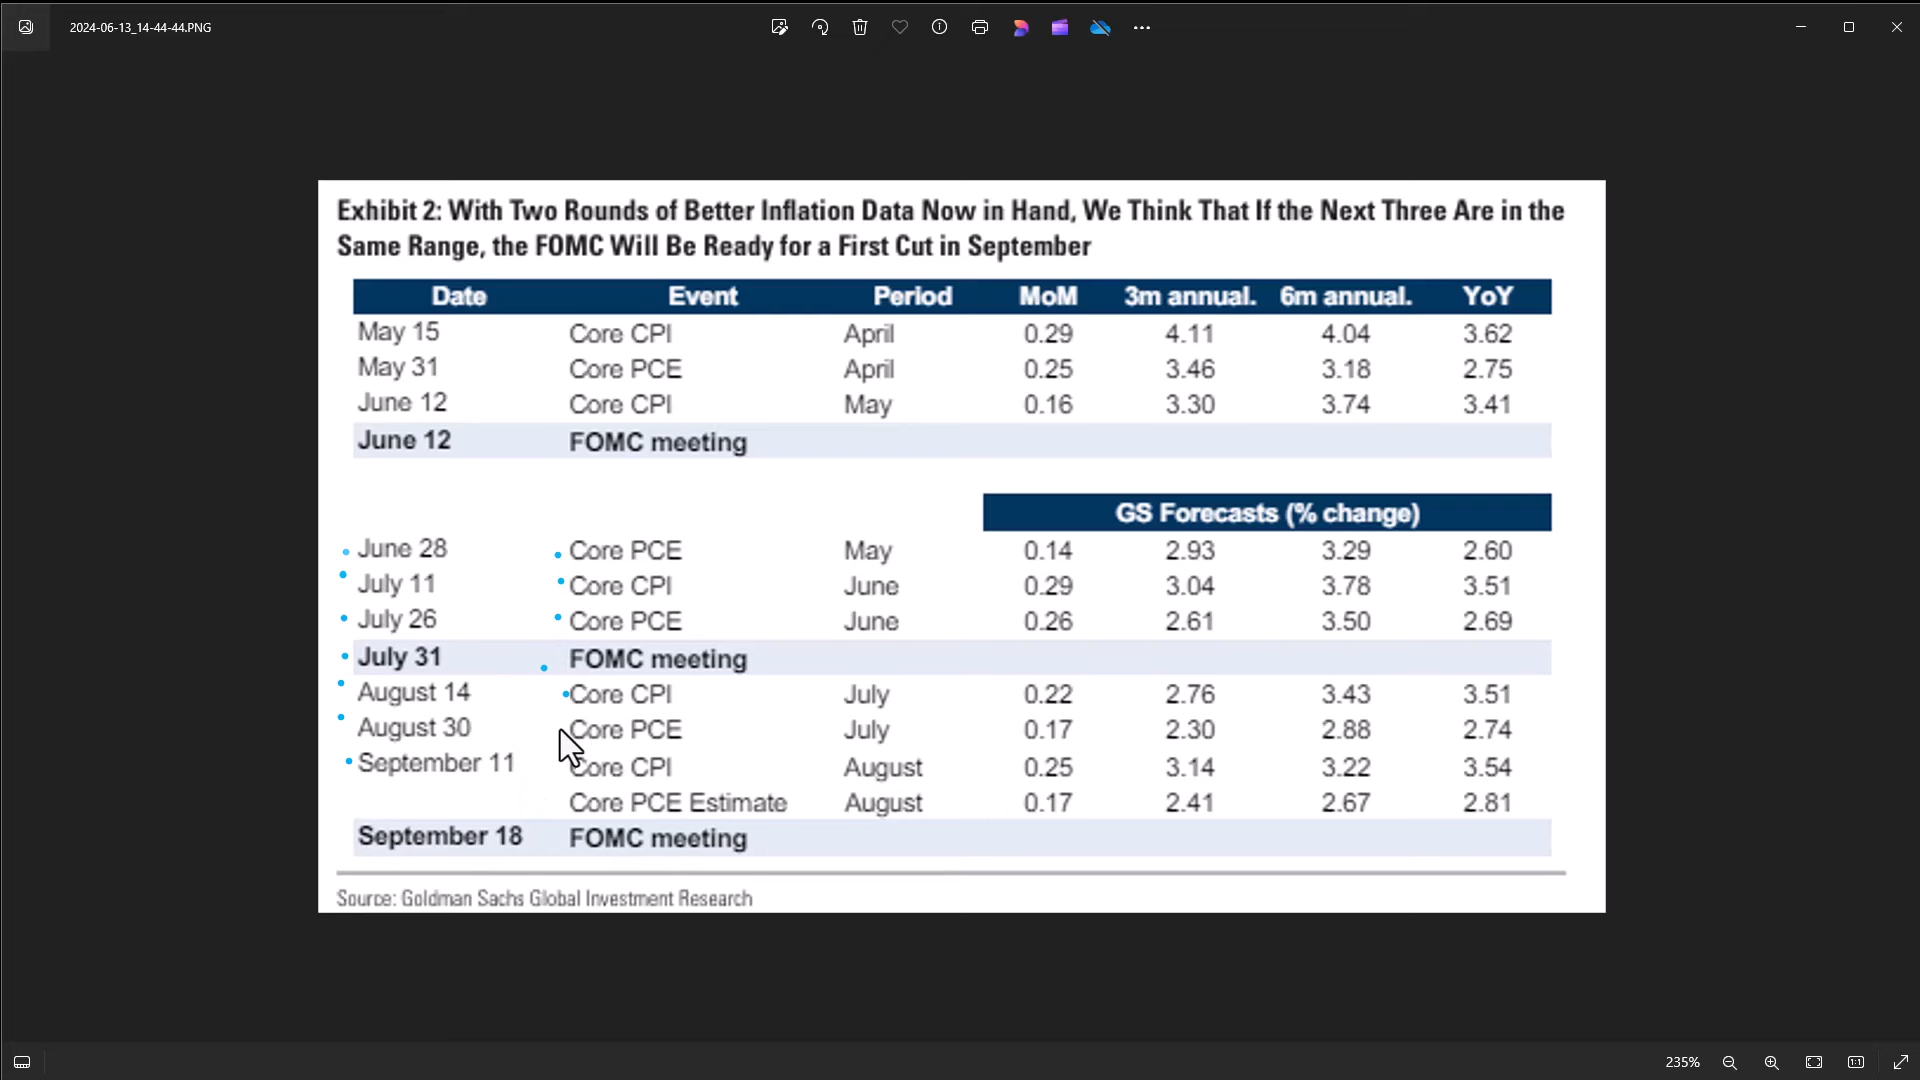 2024-06-13_14-44-44.PNG
Exhibit 2: With Two Rounds of Better Inflation Data Now in Hand, We Think That If the Next Three Are in the
Same Range, the FOMC Will Be Ready for a First Cut in September
Date Event Period MoM 3m annual. 6m annual. YoY
May 15 Core CPI April 0.29 4.11 4.04 3.62
May 31 Core PCE April 0.25 3.46 3.18 2.75
June 12 Core CPI May 0.16 3.30 3.74 3.41
June 12 FOMC meeting
GS Forecasts (% change)
June 28 Core PCE May 0.14 2.93 3.29 2.60
July 11 Core CPI June 0.29 3.04 3.78 3.51
July 26 Core PCE June 0.26 2.61 3.50 2.69
July 31 FOMC meeting
August 14 Core CPI July 0.22 2.76 3.43 3.51
August 30 Core PCE July 0.17 2.30 2.88 2.74
September 11 Core CPI August 0.25 3.14 3.22 3.54
Core PCE Estimate August 0.17 2.41 2.67 2.81
September 18 FOMC meeting
Source: Goldman Sachs Global Investment Research
235%